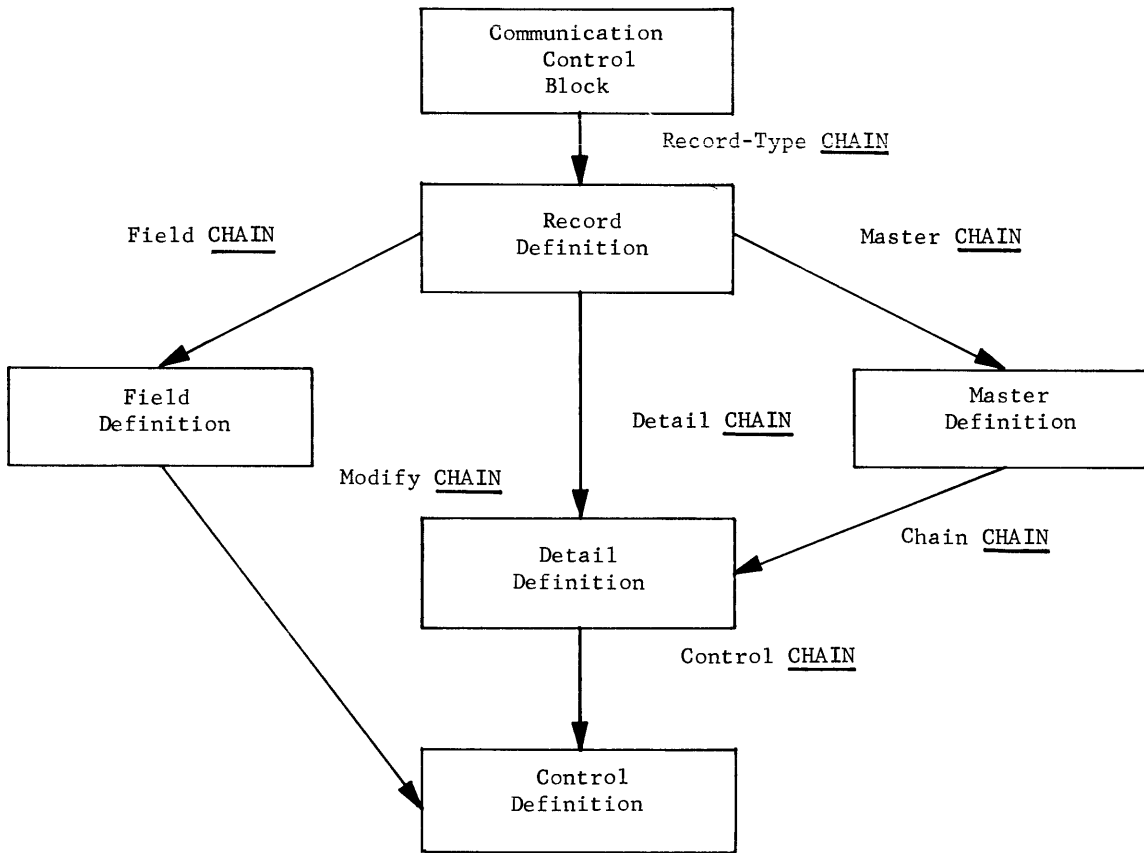 Communication
Control
Block
Record-Type CHAIN
Record
Definition
Field CHAIN
Master CHAIN
Field
Definition
Master
Definition
Detail CHAIN
Modify CHAIN
Chain CHAIN
Detail
Definition
Control CHAIN
Control
Definition